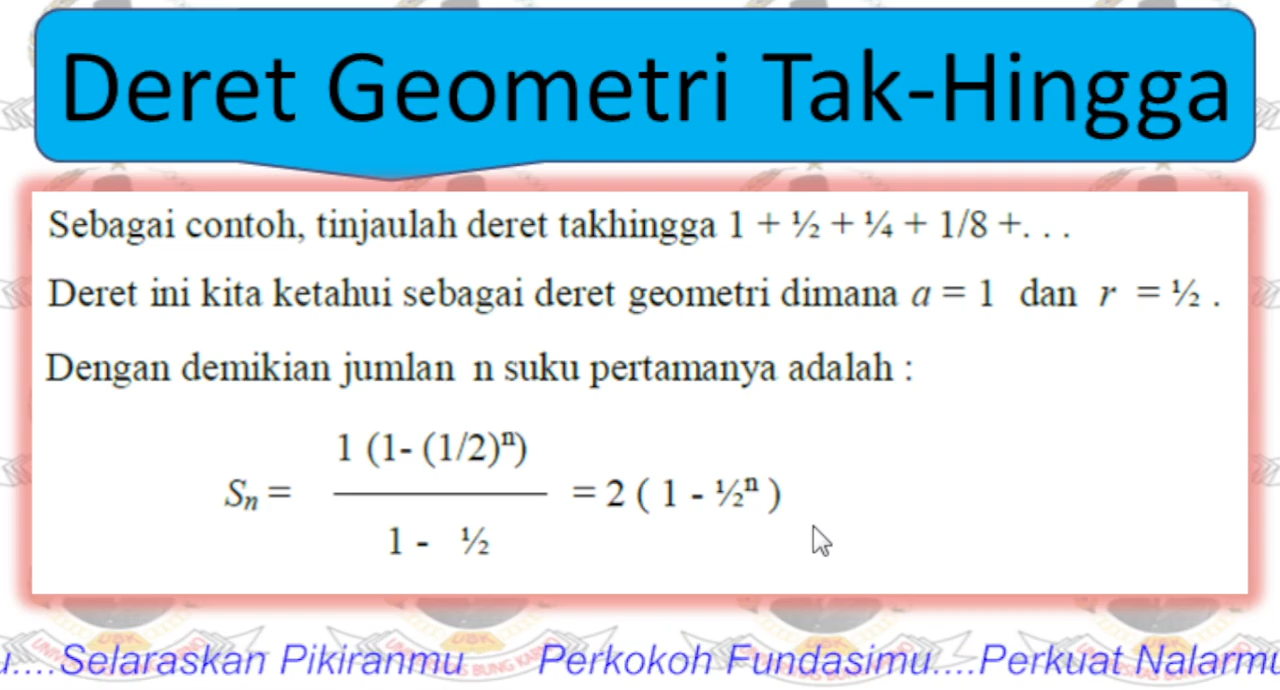 Deret Geometri Tak-Hingga
Sebagai contoh, tinjaulah deret takhingga 1 + ½ + ¼ + 1/8 +. . .
Deret ini kita ketahui sebagai deret geometri dimana a = 1 dan r = ½ .
Dengan demikian jumlan n suku pertamanya adalah :
1 (1- (1/2)ⁿ)
Sn = = 2 ( 1 - ½ⁿ )
1 - ½
....Selaraskan Pikiranmu Perkokoh Fundasimu....Perkuat Nalarmu